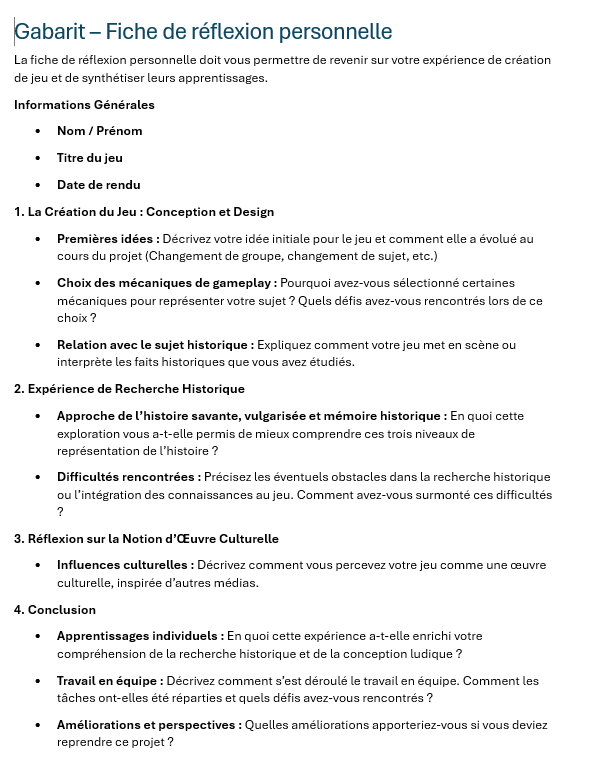 Gabarit – Fiche de réflexion personnelle
La fiche de réflexion personnelle doit vous permettre de revenir sur votre expérience de création
de jeu et de synthétiser leurs apprentissages.
Informations Générales
• Nom / Prénom
• Titre du jeu
• Date de rendu
1. La Création du Jeu : Conception et Design
• Premières idées : Décrivez votre idée initiale pour le jeu et comment elle a évolué au
cours du projet (Changement de groupe, changement de sujet, etc.)
• Choix des mécaniques de gameplay : Pourquoi avez-vous sélectionné certaines
mécaniques pour représenter votre sujet ? Quels défis avez-vous rencontrés lors de ce
choix ?
• Relation avec le sujet historique : Expliquez comment votre jeu met en scène ou
interprète les faits historiques que vous avez étudiés.
2. Expérience de Recherche Historique
• Approche de l’histoire savante, vulgarisée et mémoire historique : En quoi cette
exploration vous a-t-elle permis de mieux comprendre ces trois niveaux de
représentation de l’histoire ?
• Difficultés rencontrées : Précisez les éventuels obstacles dans la recherche historique
ou l’intégration des connaissances au jeu. Comment avez-vous surmonté ces difficultés
?
3. Réflexion sur la Notion d’Œuvre Culturelle
• Influences culturelles : Décrivez comment vous percevez votre jeu comme une œuvre
culturelle, inspirée d’autres médias.
4. Conclusion
• Apprentissages individuels : En quoi cette expérience a-t-elle enrichi votre
compréhension de la recherche historique et de la conception ludique ?
• Travail en équipe : Décrivez comment s’est déroulé le travail en équipe. Comment les
tâches ont-elles été réparties et quels défis avez-vous rencontrés ?
• Améliorations et perspectives : Quelles améliorations apporteriez-vous si vous deviez
reprendre ce projet ?